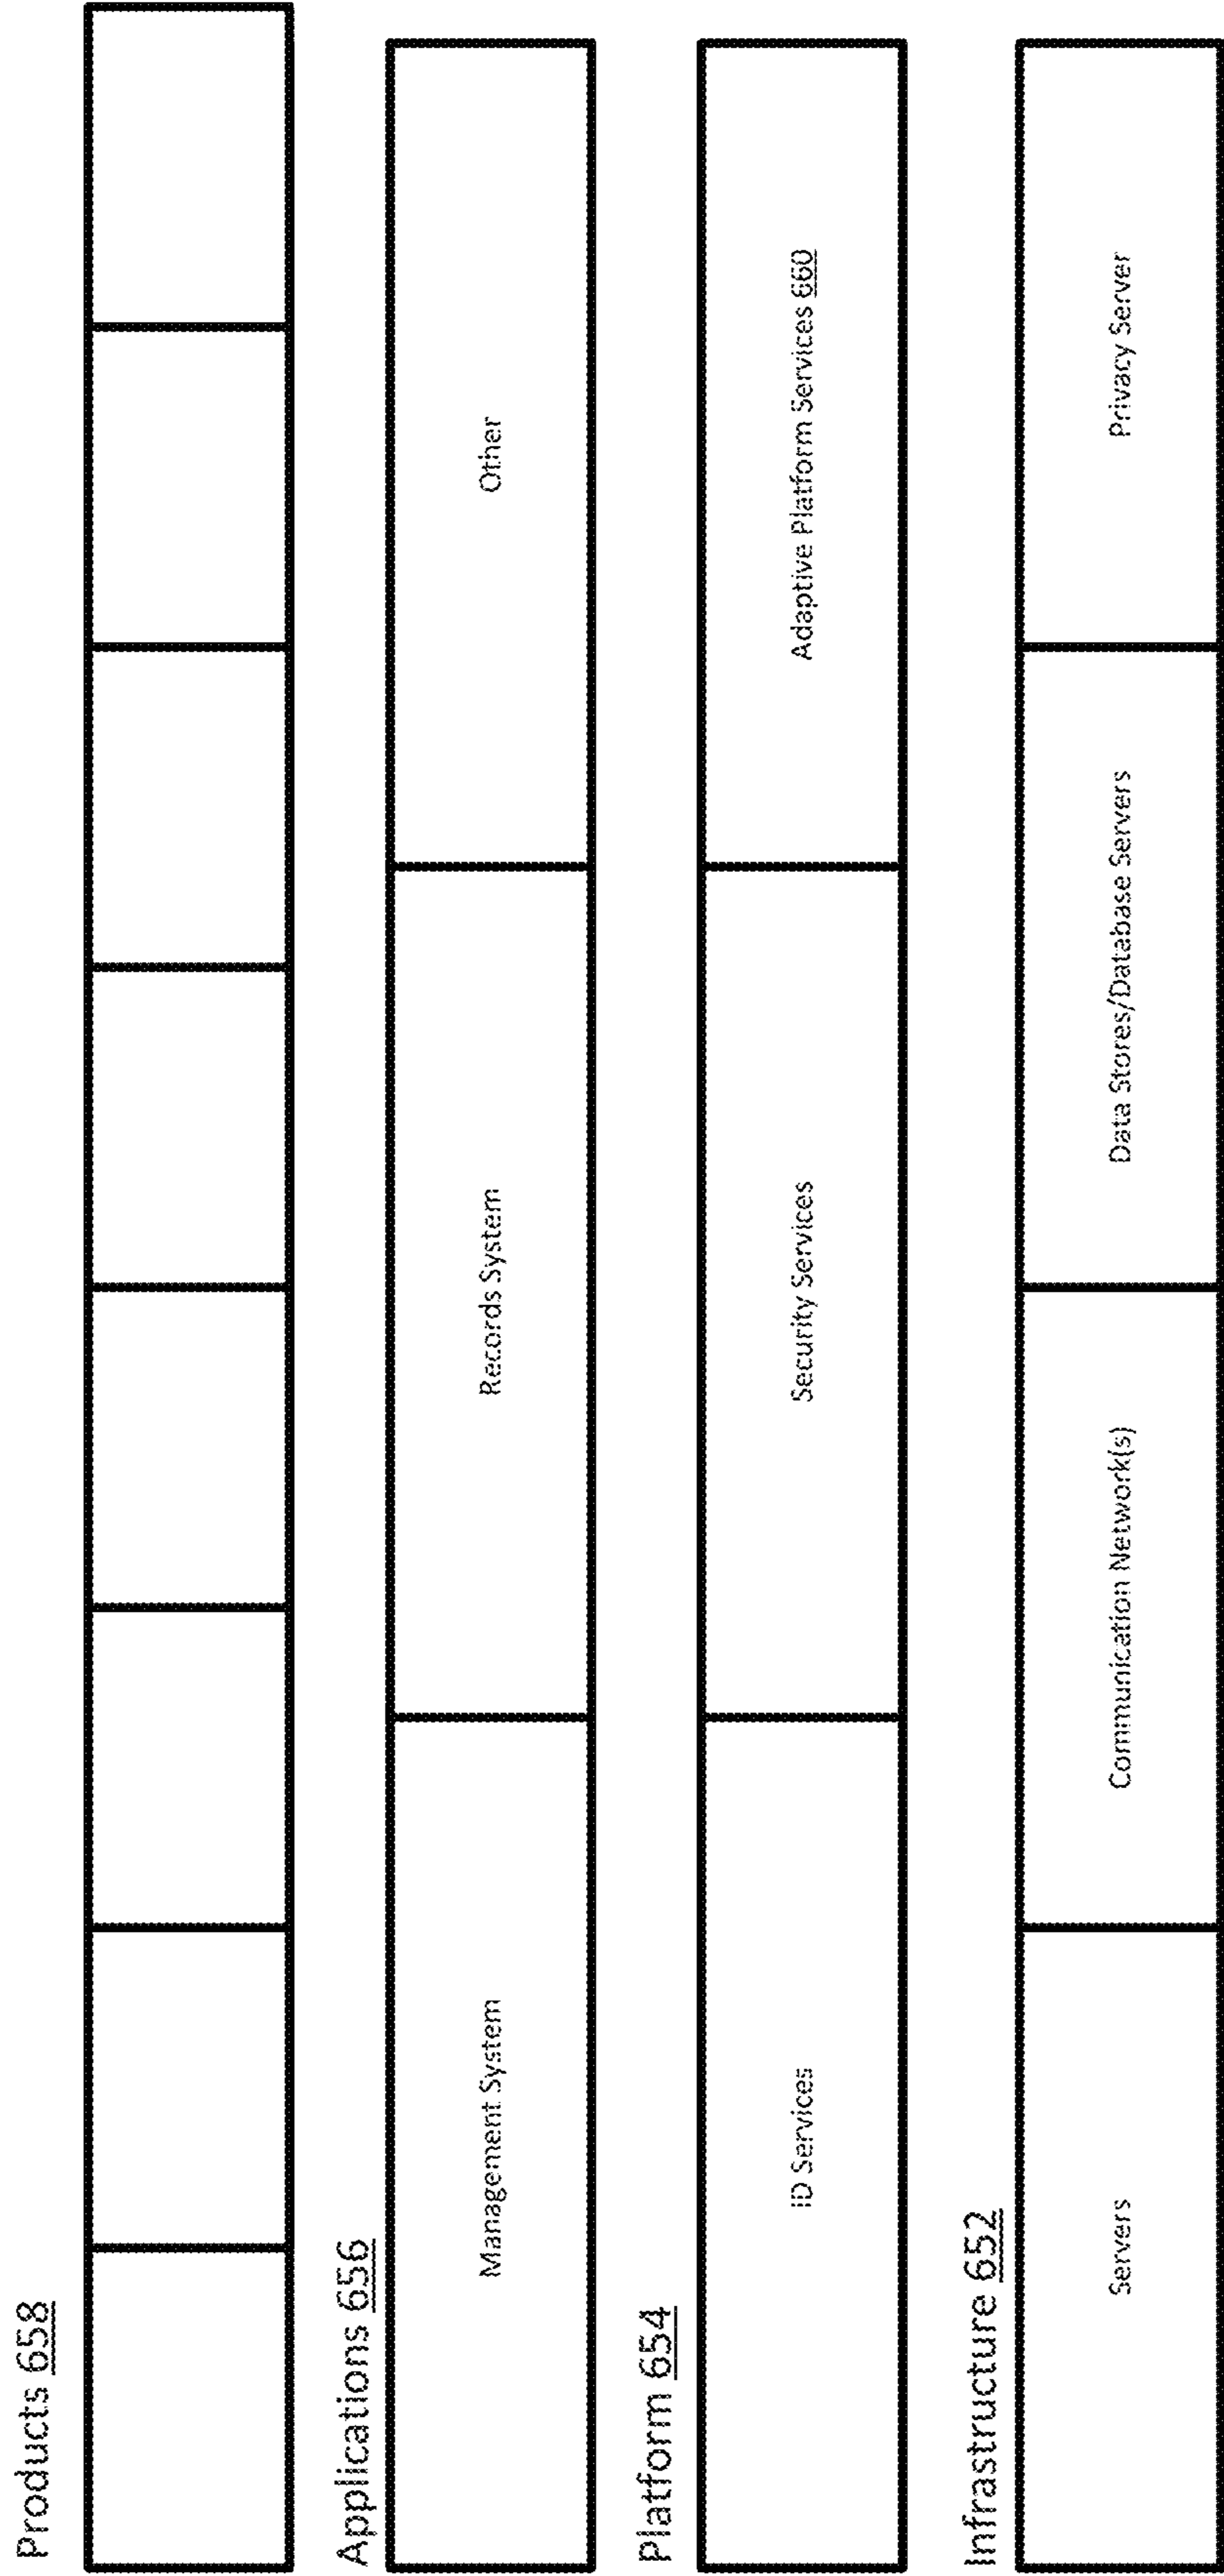 Products 658
Applications 656
Management System
Records System
Other
Platform 654
ID Services
Security Services
Adaptive Platform Services 660
Infrastructure 652
Servers
Communication Network(s)
Data Stores/Database Servers
Privacy Server